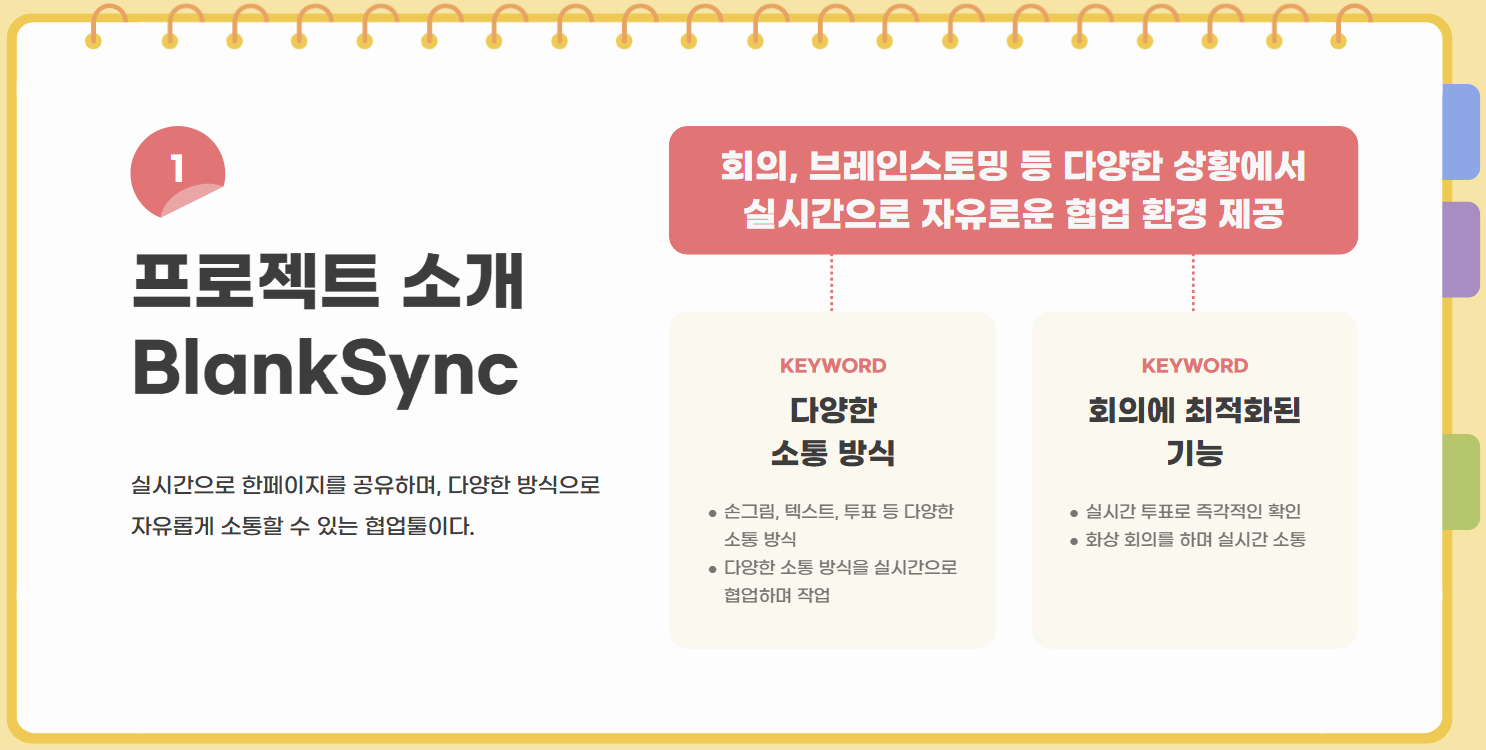 1
프로젝트 소개
BlankSync
실시간으로 한페이지를 공유하며, 다양한 방식으로
자유롭게 소통할 수 있는 협업툴이다.
회의, 브레인스토밍 등 다양한 상황에서
실시간으로 자유로운 협업 환경 제공
KEYWORD
다양한
소통 방식
● 손그림, 텍스트, 투표 등 다양한
소통 방식
● 다양한 소통 방식을 실시간으로
협업하며 작업
KEYWORD
회의에 최적화된
기능
● 실시간 투표로 즉각적인 확인
● 화상 회의를 하며 실시간 소통